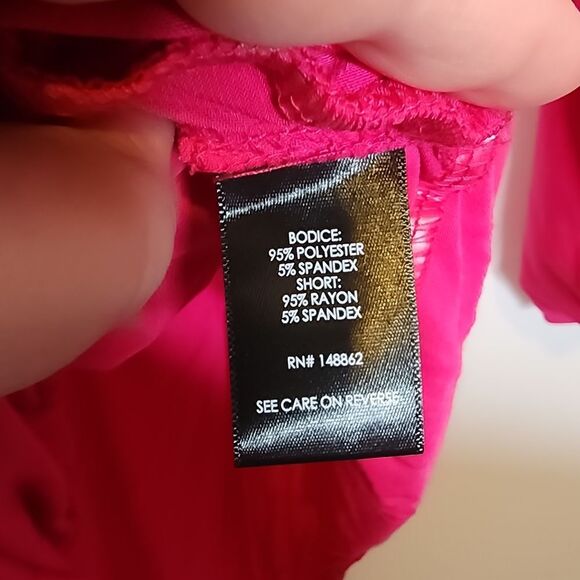 BODICE:
95% POLYESTER
5% SPANDEX
SHORT:
95% RAYON
5% SPANDEX
RN# 148862
SEE CARE ON REVERSE